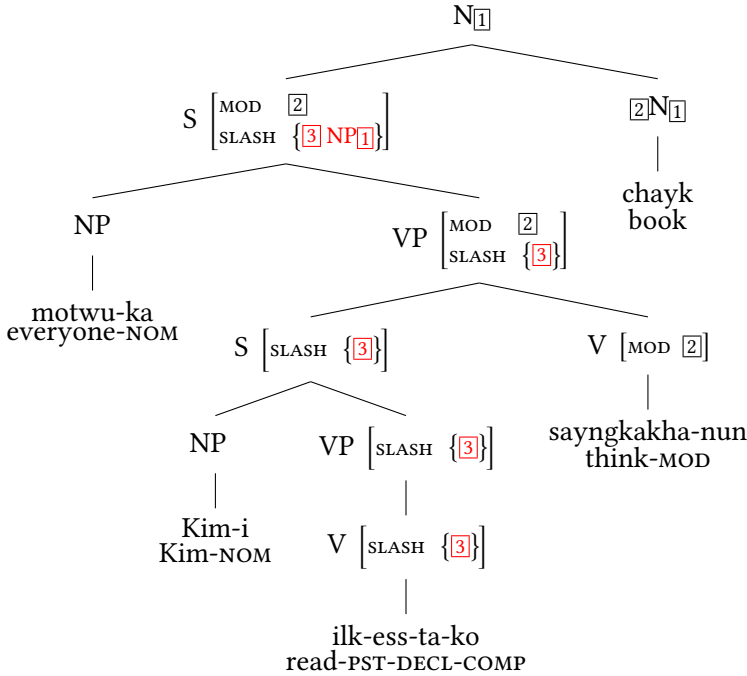 N1
S [MOD 2
SLASH {3 NP1}]
2N1
NP
VP [MOD 2
SLASH {3}]
chayk
book
motwu-ka
everyone-NOM
S [SLASH {3}]
V [MOD 2]
NP
VP [SLASH {3}]
sayngkakha-nun
think-MOD
Kim-i
Kim-NOM
V [SLASH {3}]
ilk-ess-ta-ko
read-PST-DECL-COMP